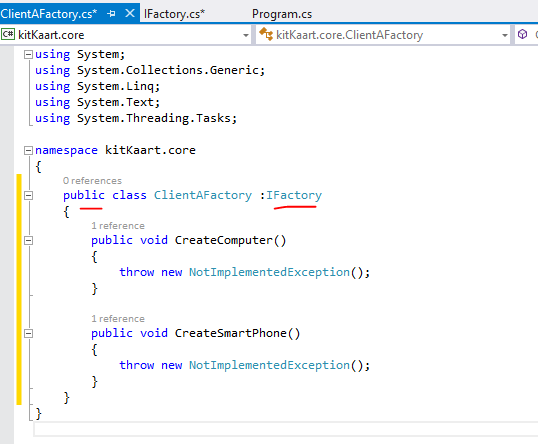 ClientAFactory.cs* IFactory.cs* Program.cs
C# kitKaart.core kitKaart.core.ClientAFactory
using System;
using System.Collections.Generic;
using System.Linq;
using System.Text;
using System.Threading.Tasks;
namespace kitKaart.core
{
0 references
public class ClientAFactory :IFactory
{
1 reference
public void CreateComputer()
{
throw new NotImplementedException();
}
1 reference
public void CreateSmartPhone()
{
throw new NotImplementedException();
}
}
}